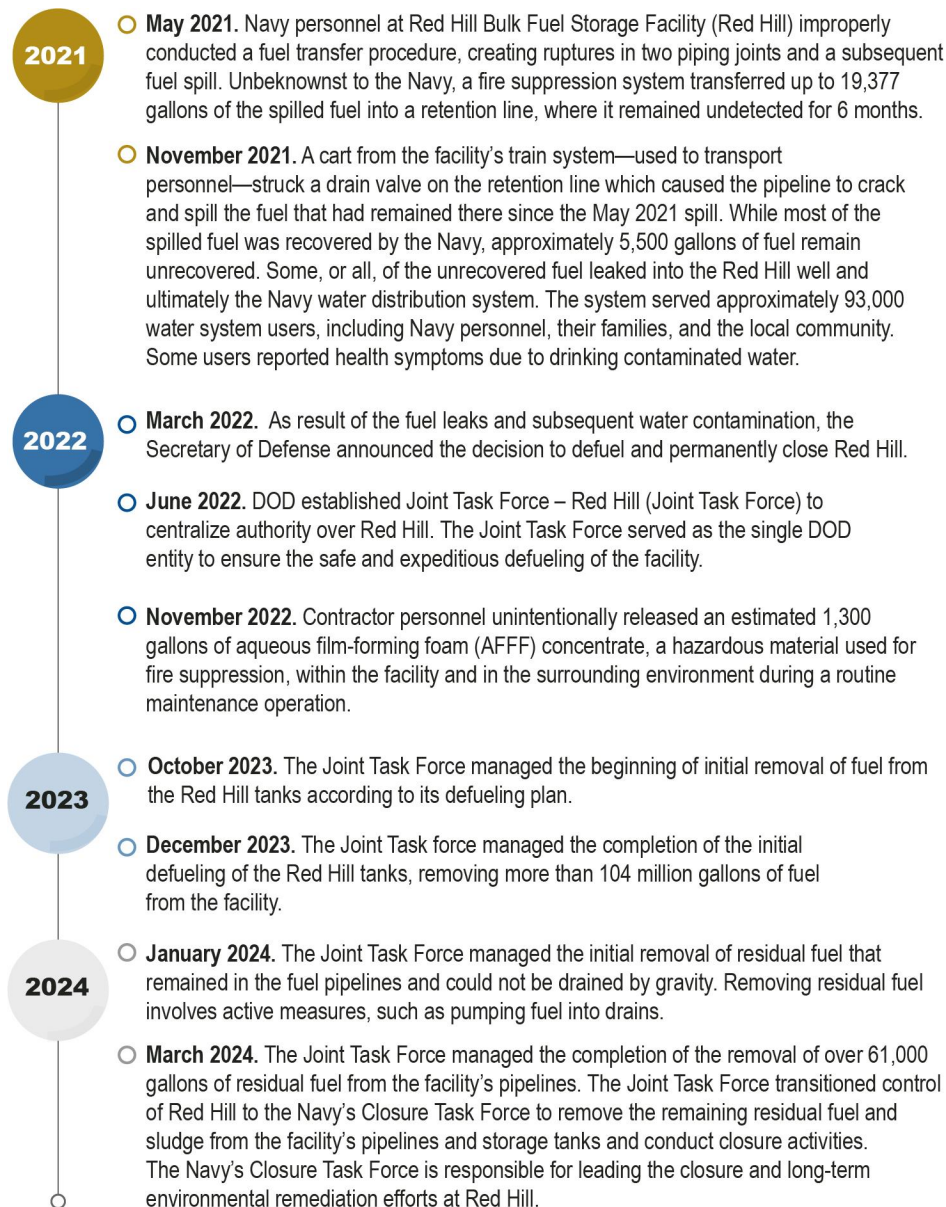 2021
May 2021. Navy personnel at Red Hill Bulk Fuel Storage Facility (Red Hill) improperly
conducted a fuel transfer procedure, creating ruptures in two piping joints and a subsequent
fuel spill. Unbeknownst to the Navy, a fire suppression system transferred up to 19,377
gallons of the spilled fuel into a retention line, where it remained undetected for 6 months.
November 2021. A cart from the facility's train system—used to transport
personnel—struck a drain valve on the retention line which caused the pipeline to crack
and spill the fuel that had remained there since the May 2021 spill. While most of the
spilled fuel was recovered by the Navy, approximately 5,500 gallons of fuel remain
unrecovered. Some, or all, of the unrecovered fuel leaked into the Red Hill well and
ultimately the Navy water distribution system. The system served approximately 93,000
water system users, including Navy personnel, their families, and the local community.
Some users reported health symptoms due to drinking contaminated water.
2022
March 2022. As result of the fuel leaks and subsequent water contamination, the
Secretary of Defense announced the decision to defuel and permanently close Red Hill.
June 2022. DOD established Joint Task Force – Red Hill (Joint Task Force) to
centralize authority over Red Hill. The Joint Task Force served as the single DOD
entity to ensure the safe and expeditious defueling of the facility.
November 2022. Contractor personnel unintentionally released an estimated 1,300
gallons of aqueous film-forming foam (AFFF) concentrate, a hazardous material used for
fire suppression, within the facility and in the surrounding environment during a routine
maintenance operation.
2023
October 2023. The Joint Task Force managed the beginning of initial removal of fuel from
the Red Hill tanks according to its defueling plan.
December 2023. The Joint Task force managed the completion of the initial
defueling of the Red Hill tanks, removing more than 104 million gallons of fuel
from the facility.
2024
January 2024. The Joint Task Force managed the initial removal of residual fuel that
remained in the fuel pipelines and could not be drained by gravity. Removing residual fuel
involves active measures, such as pumping fuel into drains.
March 2024. The Joint Task Force managed the completion of the removal of over 61,000
gallons of residual fuel from the facility's pipelines. The Joint Task Force transitioned control
of Red Hill to the Navy's Closure Task Force to remove the remaining residual fuel and
sludge from the facility's pipelines and storage tanks and conduct closure activities.
The Navy's Closure Task Force is responsible for leading the closure and long-term
environmental remediation efforts at Red Hill.